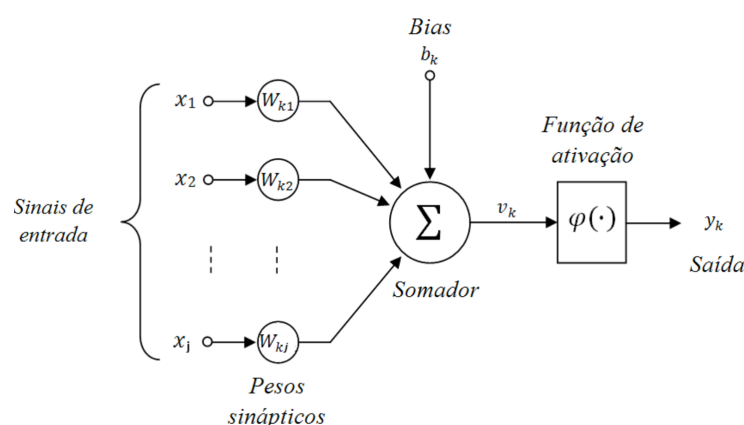 Bias
b_k
x_1
W_k1
Função de
ativação
x_2
W_k2
Sinais de
entrada
Σ
v_k
φ(·)
y_k
Saída
Somador
x_j
W_kj
Pesos
sinápticos